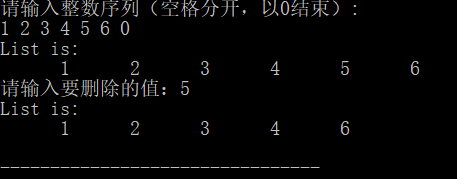 请输入整数序列（空格分开，以0结束）:
1 2 3 4 5 6 0
List is:
1 2 3 4 5 6
请输入要删除的值：5
List is:
1 2 3 4 6
--------------------------------